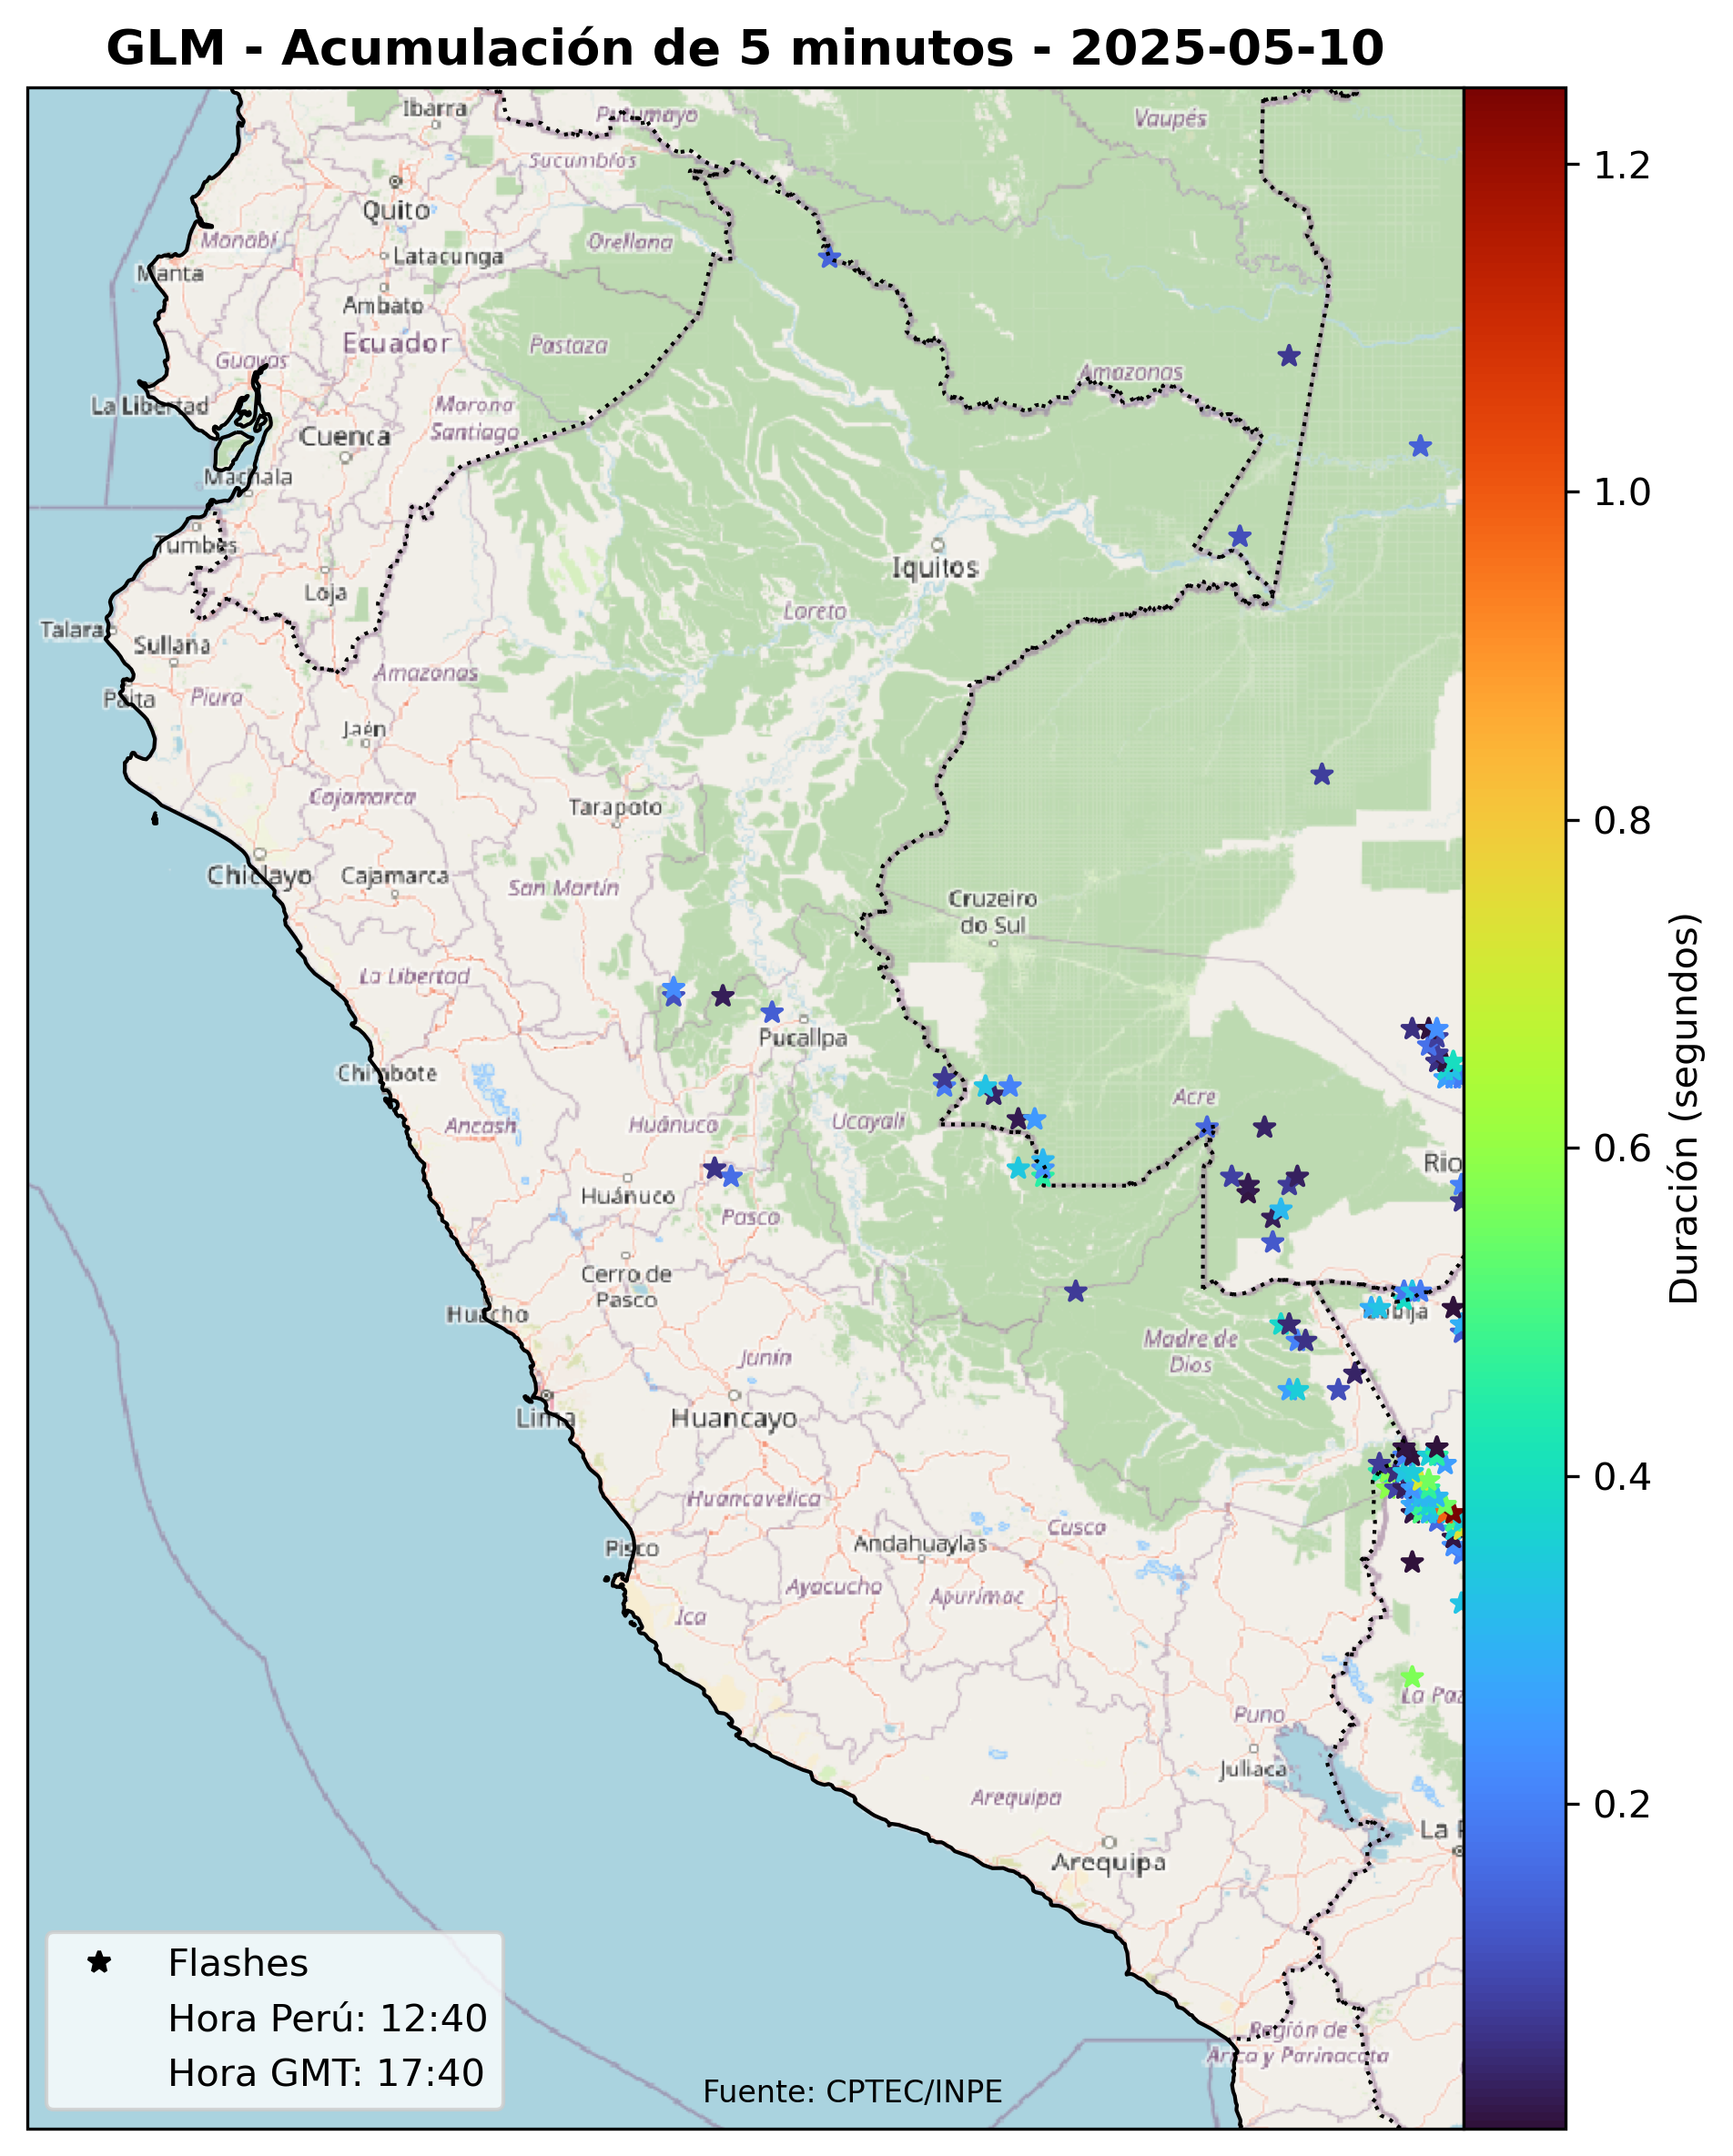 GLM - Acumulación de 5 minutos - 2025-05-10
Ibarra
Putumayo
Vaupés
Sucumbíos
Quito
Manabí
Orellana
Latacunga
Manta
Ambato
Ecuador
Pastaza
Guayas
Amazonas
La Libertad
Morona
Santiago
Cuenca
Machala
Tumbes
Iquitos
Loja
Loreto
Talara
Sullana
Amazonas
Paita
Piura
Jaén
Cajamarca
Tarapoto
Chiclayo
Cajamarca
San Martín
Cruzeiro
do Sul
La Libertad
Pucallpa
Chimbote
Acre
Ancash
Huánuco
Ucayali
Rio
Huánuco
Pasco
Cerro de
Pasco
Huacho
Madre de
Dios
Junín
Lima
Huancayo
Huancavelica
Cusco
Pisco
Andahuaylas
Ayacucho
Apurímac
Ica
La Paz
Puno
Juliaca
Arequipa
La P
Arequipa
Región de
Arica y Parinacota
Flashes
Hora Perú: 12:40
Hora GMT: 17:40
Fuente: CPTEC/INPE
1.2
1.0
0.8
0.6
0.4
0.2
Duración (segundos)